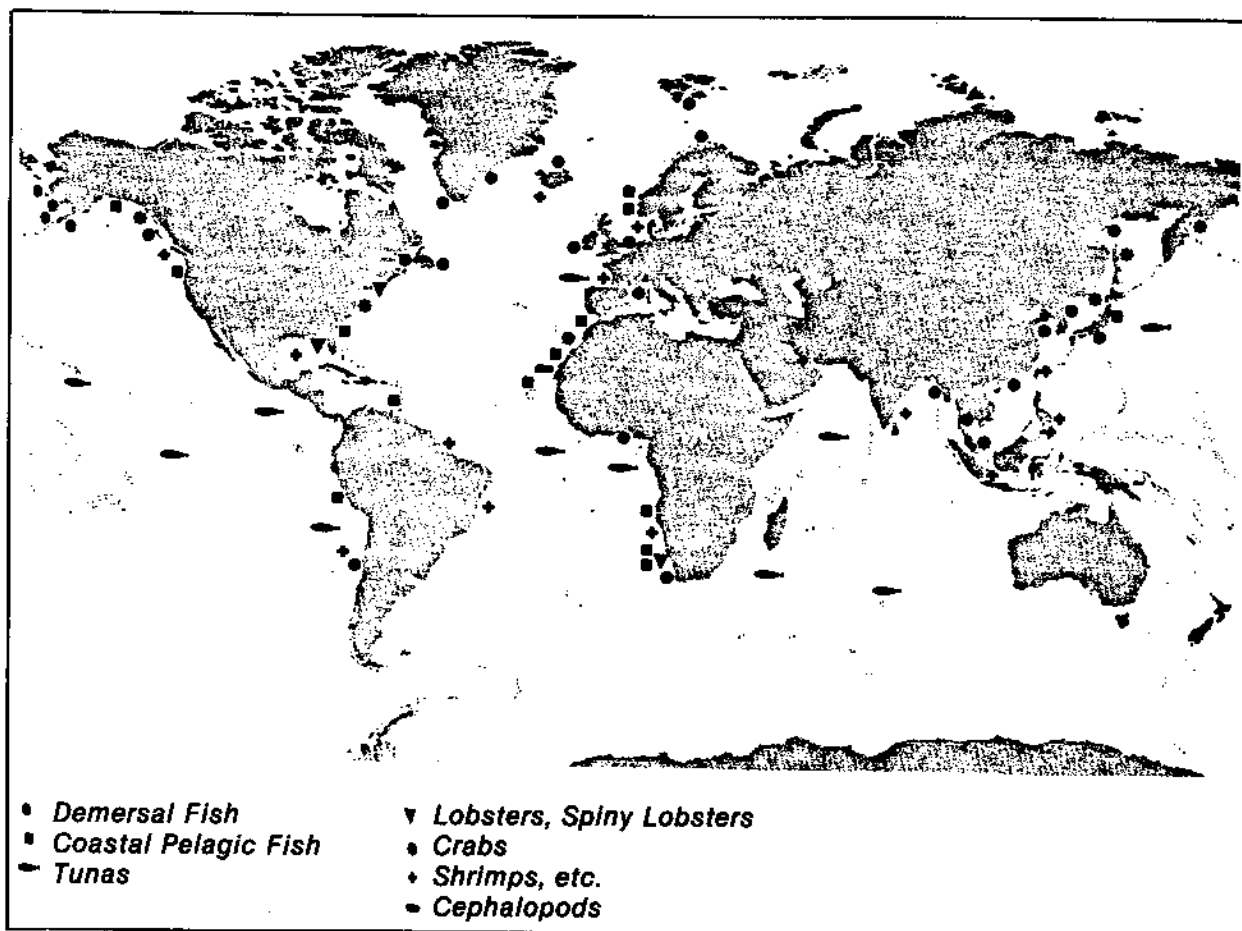 Demersal Fish
Coastal Pelagic Fish
Tunas
Lobsters, Spiny Lobsters
Crabs
Shrimps, etc.
Cephalopods